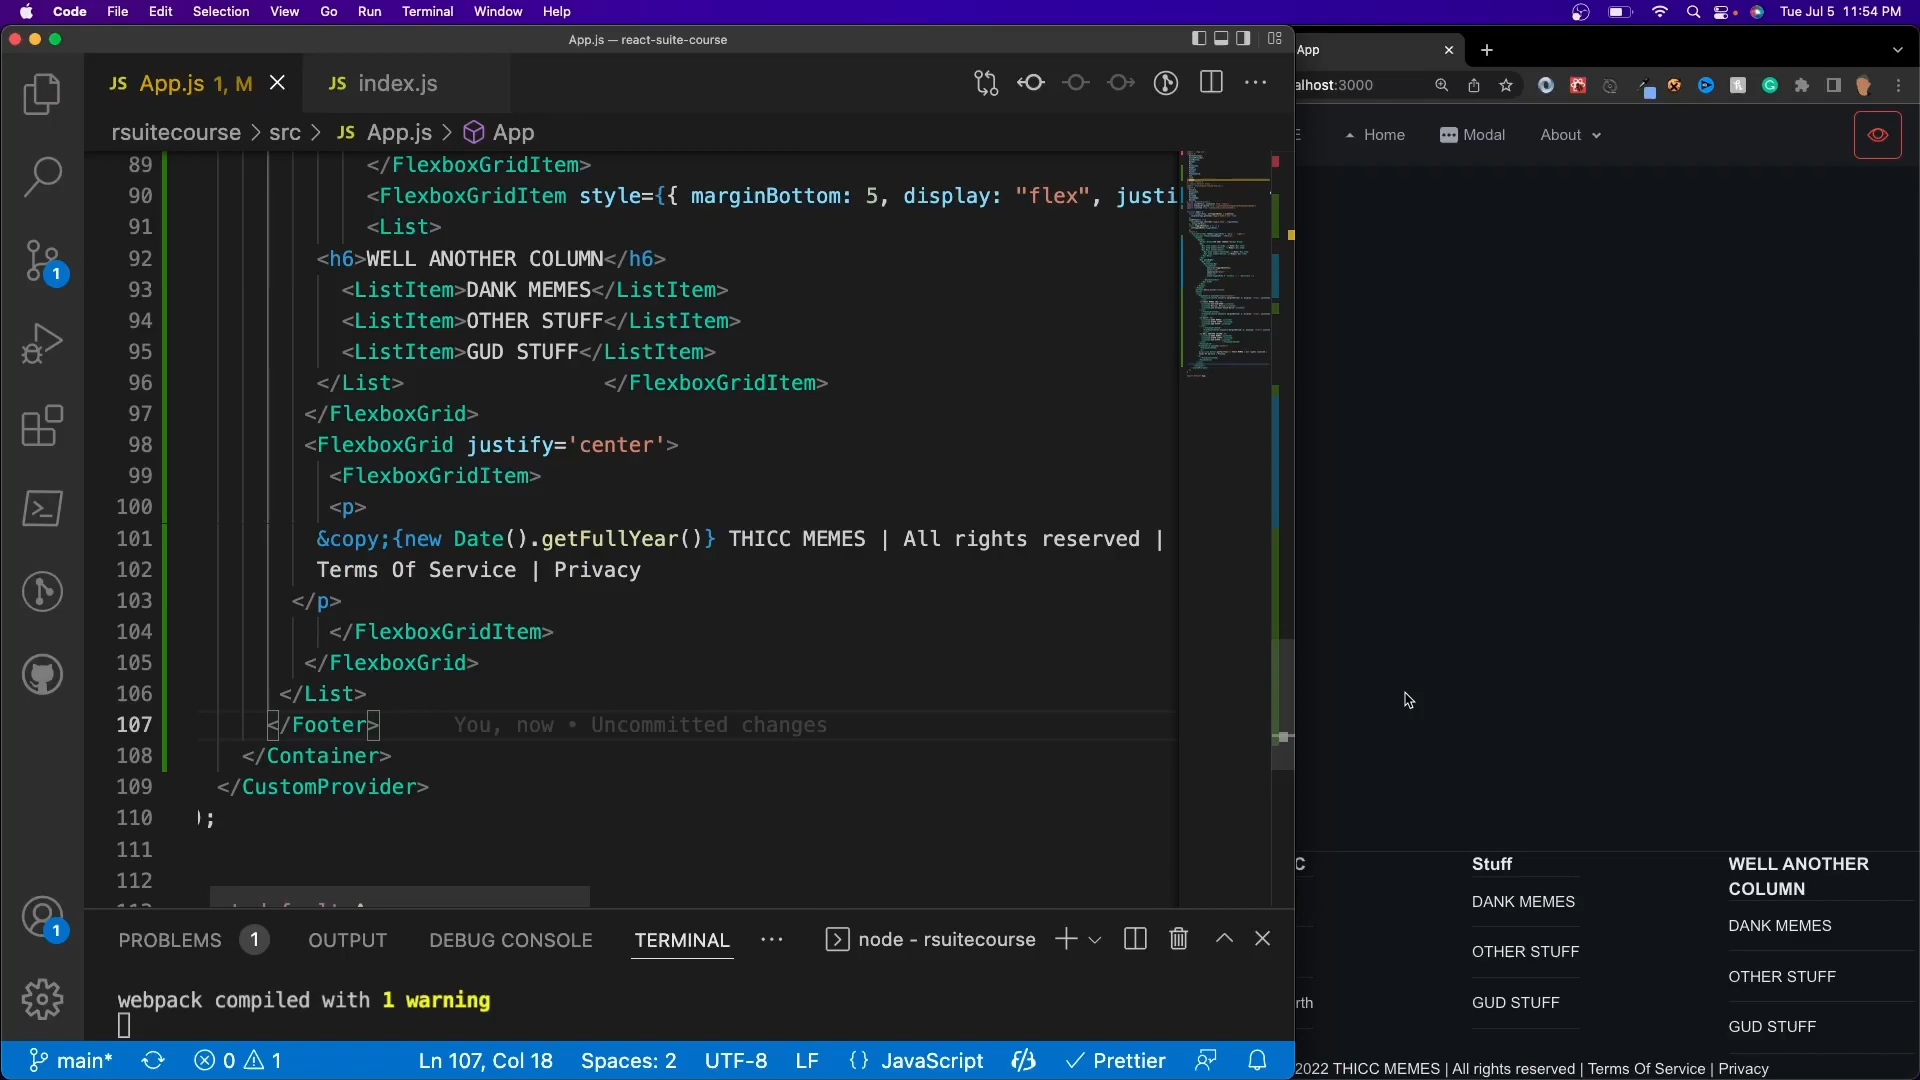 Code File Edit Selection View Go Run Terminal Window Help Tue Jul 5 11:54 PM
App.js — react-suite-course
App
JS App.js 1, M
JS index.js
alhost:3000
rsuitecourse > src > JS App.js > App
Home Modal About
89 </FlexboxGridItem>
90 <FlexboxGridItem style={{ marginBottom: 5, display: "flex", justi
91 <List>
92 <h6>WELL ANOTHER COLUMN</h6>
93 <ListItem>DANK MEMES</ListItem>
94 <ListItem>OTHER STUFF</ListItem>
95 <ListItem>GUD STUFF</ListItem>
96 </List> </FlexboxGridItem>
97 </FlexboxGrid>
98 <FlexboxGrid justify='center'>
99 <FlexboxGridItem>
100 <p>
101 &copy;{new Date().getFullYear()} THICC MEMES | All rights reserved |
102 Terms Of Service | Privacy
103 </p>
104 </FlexboxGridItem>
105 </FlexboxGrid>
106 </List>
107 </Footer> You, now • Uncommitted changes
108 </Container>
109 </CustomProvider>
110 );
111
112
PROBLEMS 1 OUTPUT DEBUG CONSOLE TERMINAL ··· node - rsuitecourse
webpack compiled with 1 warning
main* 0 1 Ln 107, Col 18 Spaces: 2 UTF-8 LF {} JavaScript Prettier
1
1
C
rth
Stuff
DANK MEMES
OTHER STUFF
GUD STUFF
WELL ANOTHER
COLUMN
DANK MEMES
OTHER STUFF
GUD STUFF
2022 THICC MEMES | All rights reserved | Terms Of Service | Privacy